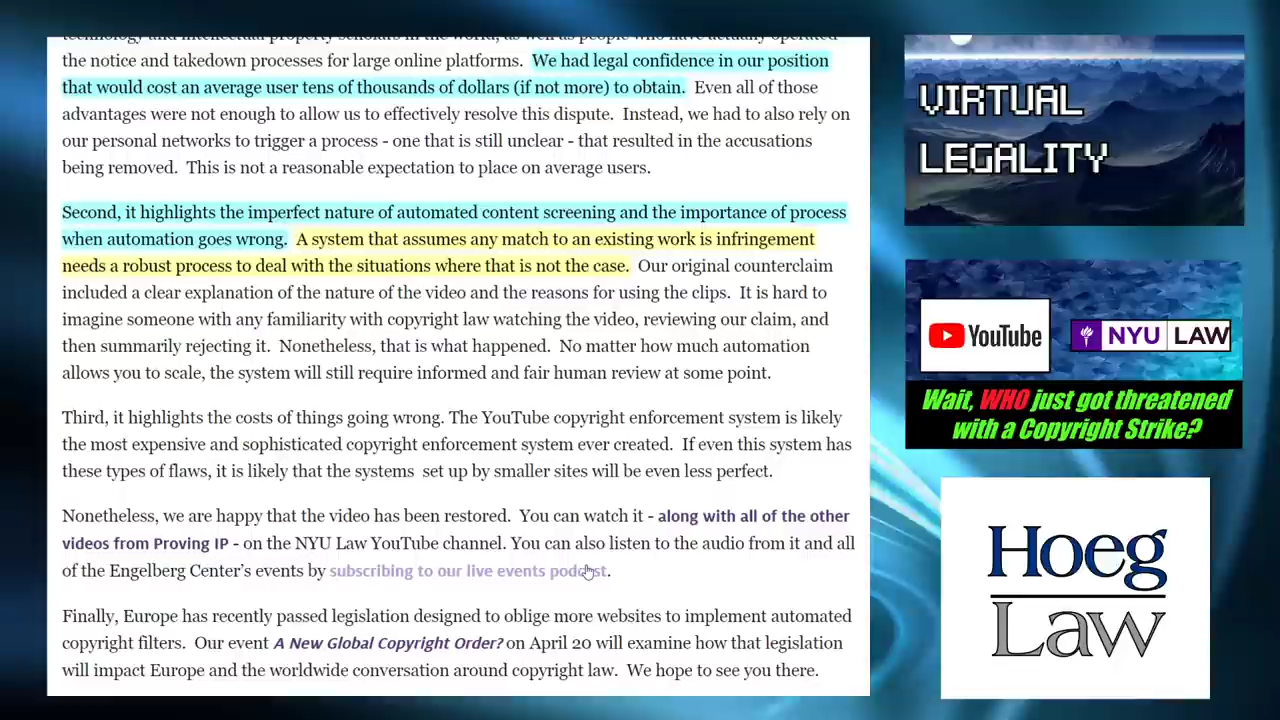 technology and intellectual property scholars in the world, as well as people who have actually operated
the notice and takedown processes for large online platforms. We had legal confidence in our position
that would cost an average user tens of thousands of dollars (if not more) to obtain. Even all of those
advantages were not enough to allow us to effectively resolve this dispute. Instead, we had to also rely on
our personal networks to trigger a process - one that is still unclear - that resulted in the accusations
being removed. This is not a reasonable expectation to place on average users.
Second, it highlights the imperfect nature of automated content screening and the importance of process
when automation goes wrong. A system that assumes any match to an existing work is infringement
needs a robust process to deal with the situations where that is not the case. Our original counterclaim
included a clear explanation of the nature of the video and the reasons for using the clips. It is hard to
imagine someone with any familiarity with copyright law watching the video, reviewing our claim, and
then summarily rejecting it. Nonetheless, that is what happened. No matter how much automation
allows you to scale, the system will still require informed and fair human review at some point.
Third, it highlights the costs of things going wrong. The YouTube copyright enforcement system is likely
the most expensive and sophisticated copyright enforcement system ever created. If even this system has
these types of flaws, it is likely that the systems set up by smaller sites will be even less perfect.
Nonetheless, we are happy that the video has been restored. You can watch it - along with all of the other
videos from Proving IP - on the NYU Law YouTube channel. You can also listen to the audio from it and all
of the Engelberg Center's events by subscribing to our live events podcast.
Finally, Europe has recently passed legislation designed to oblige more websites to implement automated
copyright filters. Our event A New Global Copyright Order? on April 20 will examine how that legislation
will impact Europe and the worldwide conversation around copyright law. We hope to see you there.
VIRTUAL
LEGALITY
YouTube
NYU LAW
Wait, WHO just got threatened
with a Copyright Strike?
Hoeg
Law